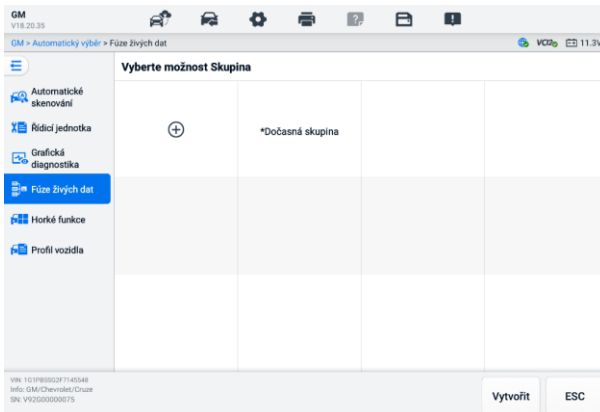 GM
V18.20.35
GM > Automatický výběr > Fúze živých dat
VCI2
11.3V
Vyberte možnost Skupina
Automatické
skenování
Řídicí jednotka
Grafická
diagnostika
Fúze živých dat
Horké funkce
Profil vozidla
*Dočasná skupina
VIN: 1G1PB5SG2F7145548
Info: GM/Chevrolet/Cruze
SN: V92G00000075
Vytvořit
ESC